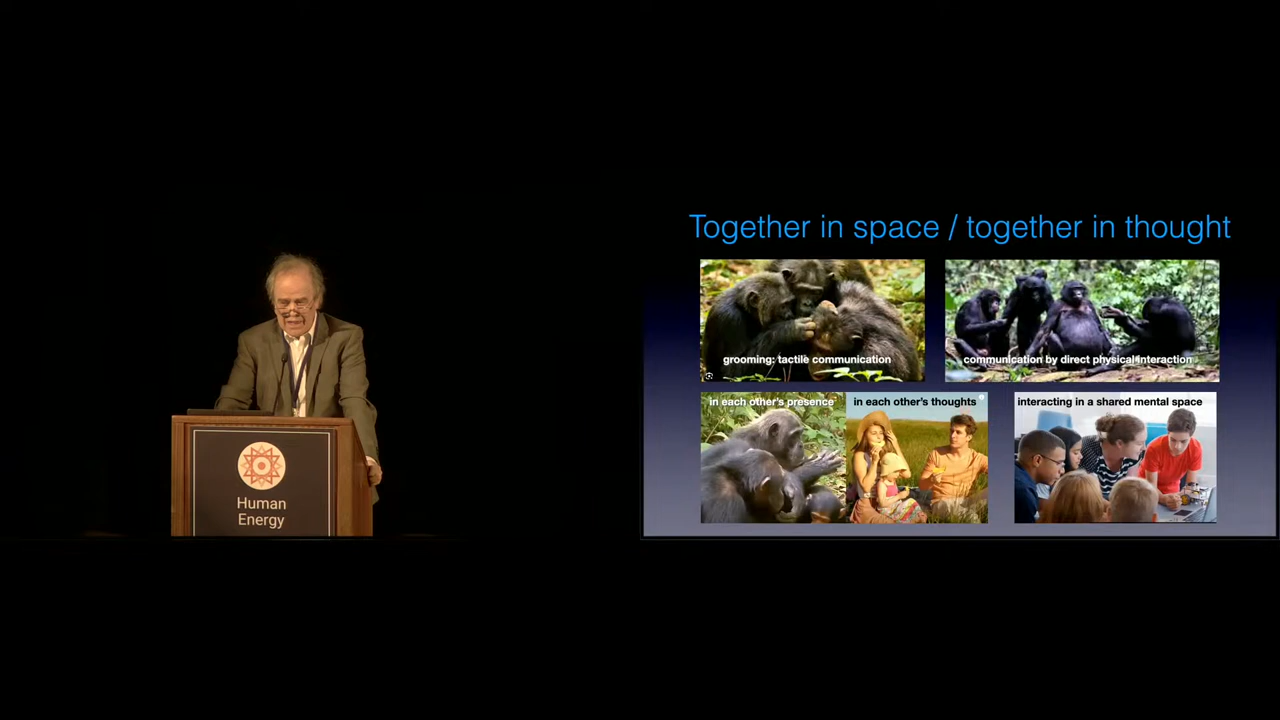 Together in space / together in thought
grooming: tactile communication
communication by direct physical interaction
in each other's presence
in each other's thoughts
interacting in a shared mental space
Human
Energy